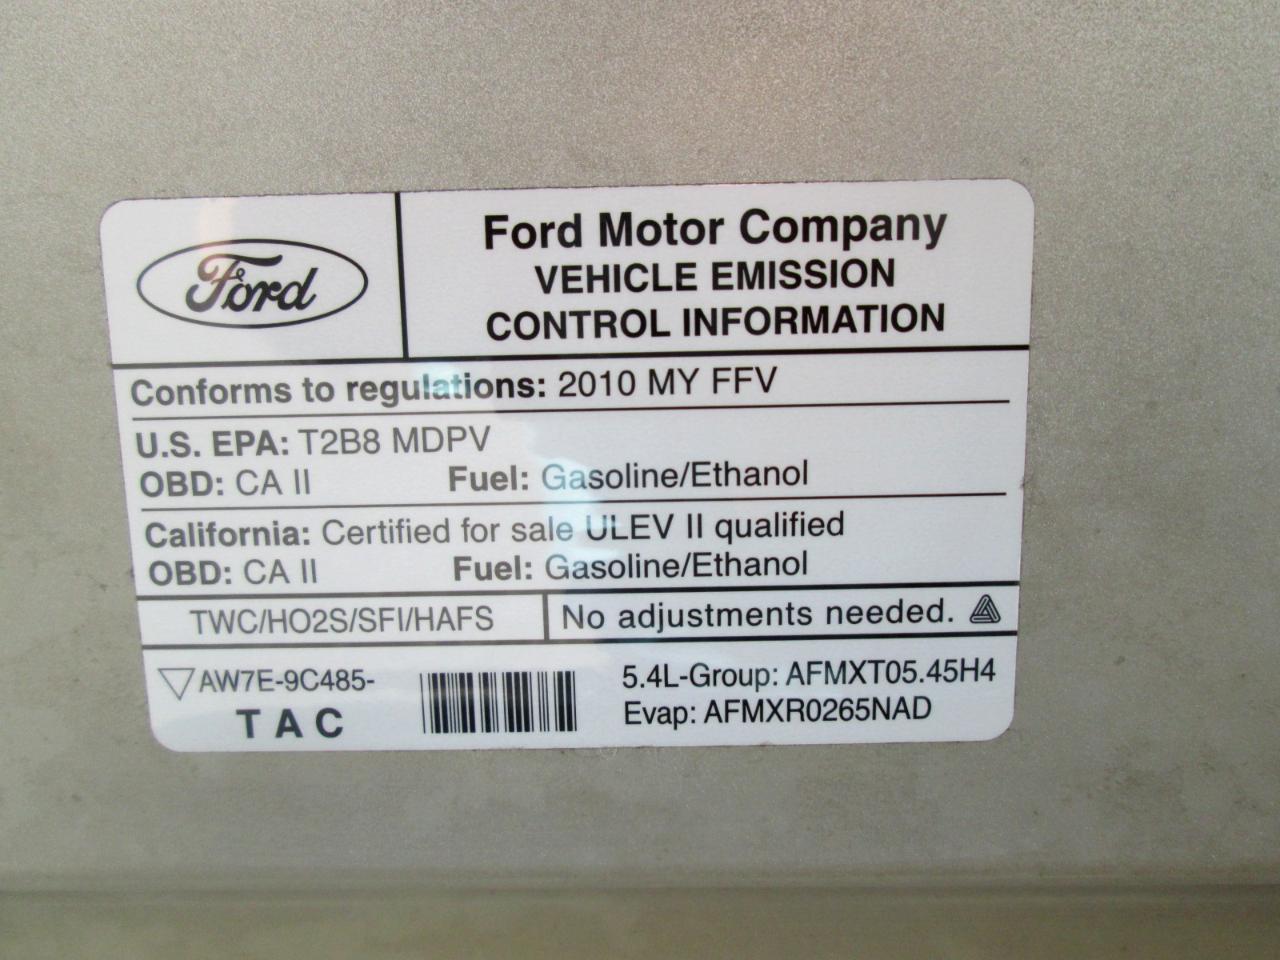 Ford
Ford Motor Company
VEHICLE EMISSION
CONTROL INFORMATION
Conforms to regulations: 2010 MY FFV
U.S. EPA: T2B8 MDPV
OBD: CA II Fuel: Gasoline/Ethanol
California: Certified for sale ULEV II qualified
OBD: CA II Fuel: Gasoline/Ethanol
TWC/HO2S/SFI/HAFS No adjustments needed.
AW7E-9C485-
TAC
5.4L-Group: AFMXT05.45H4
Evap: AFMXR0265NAD